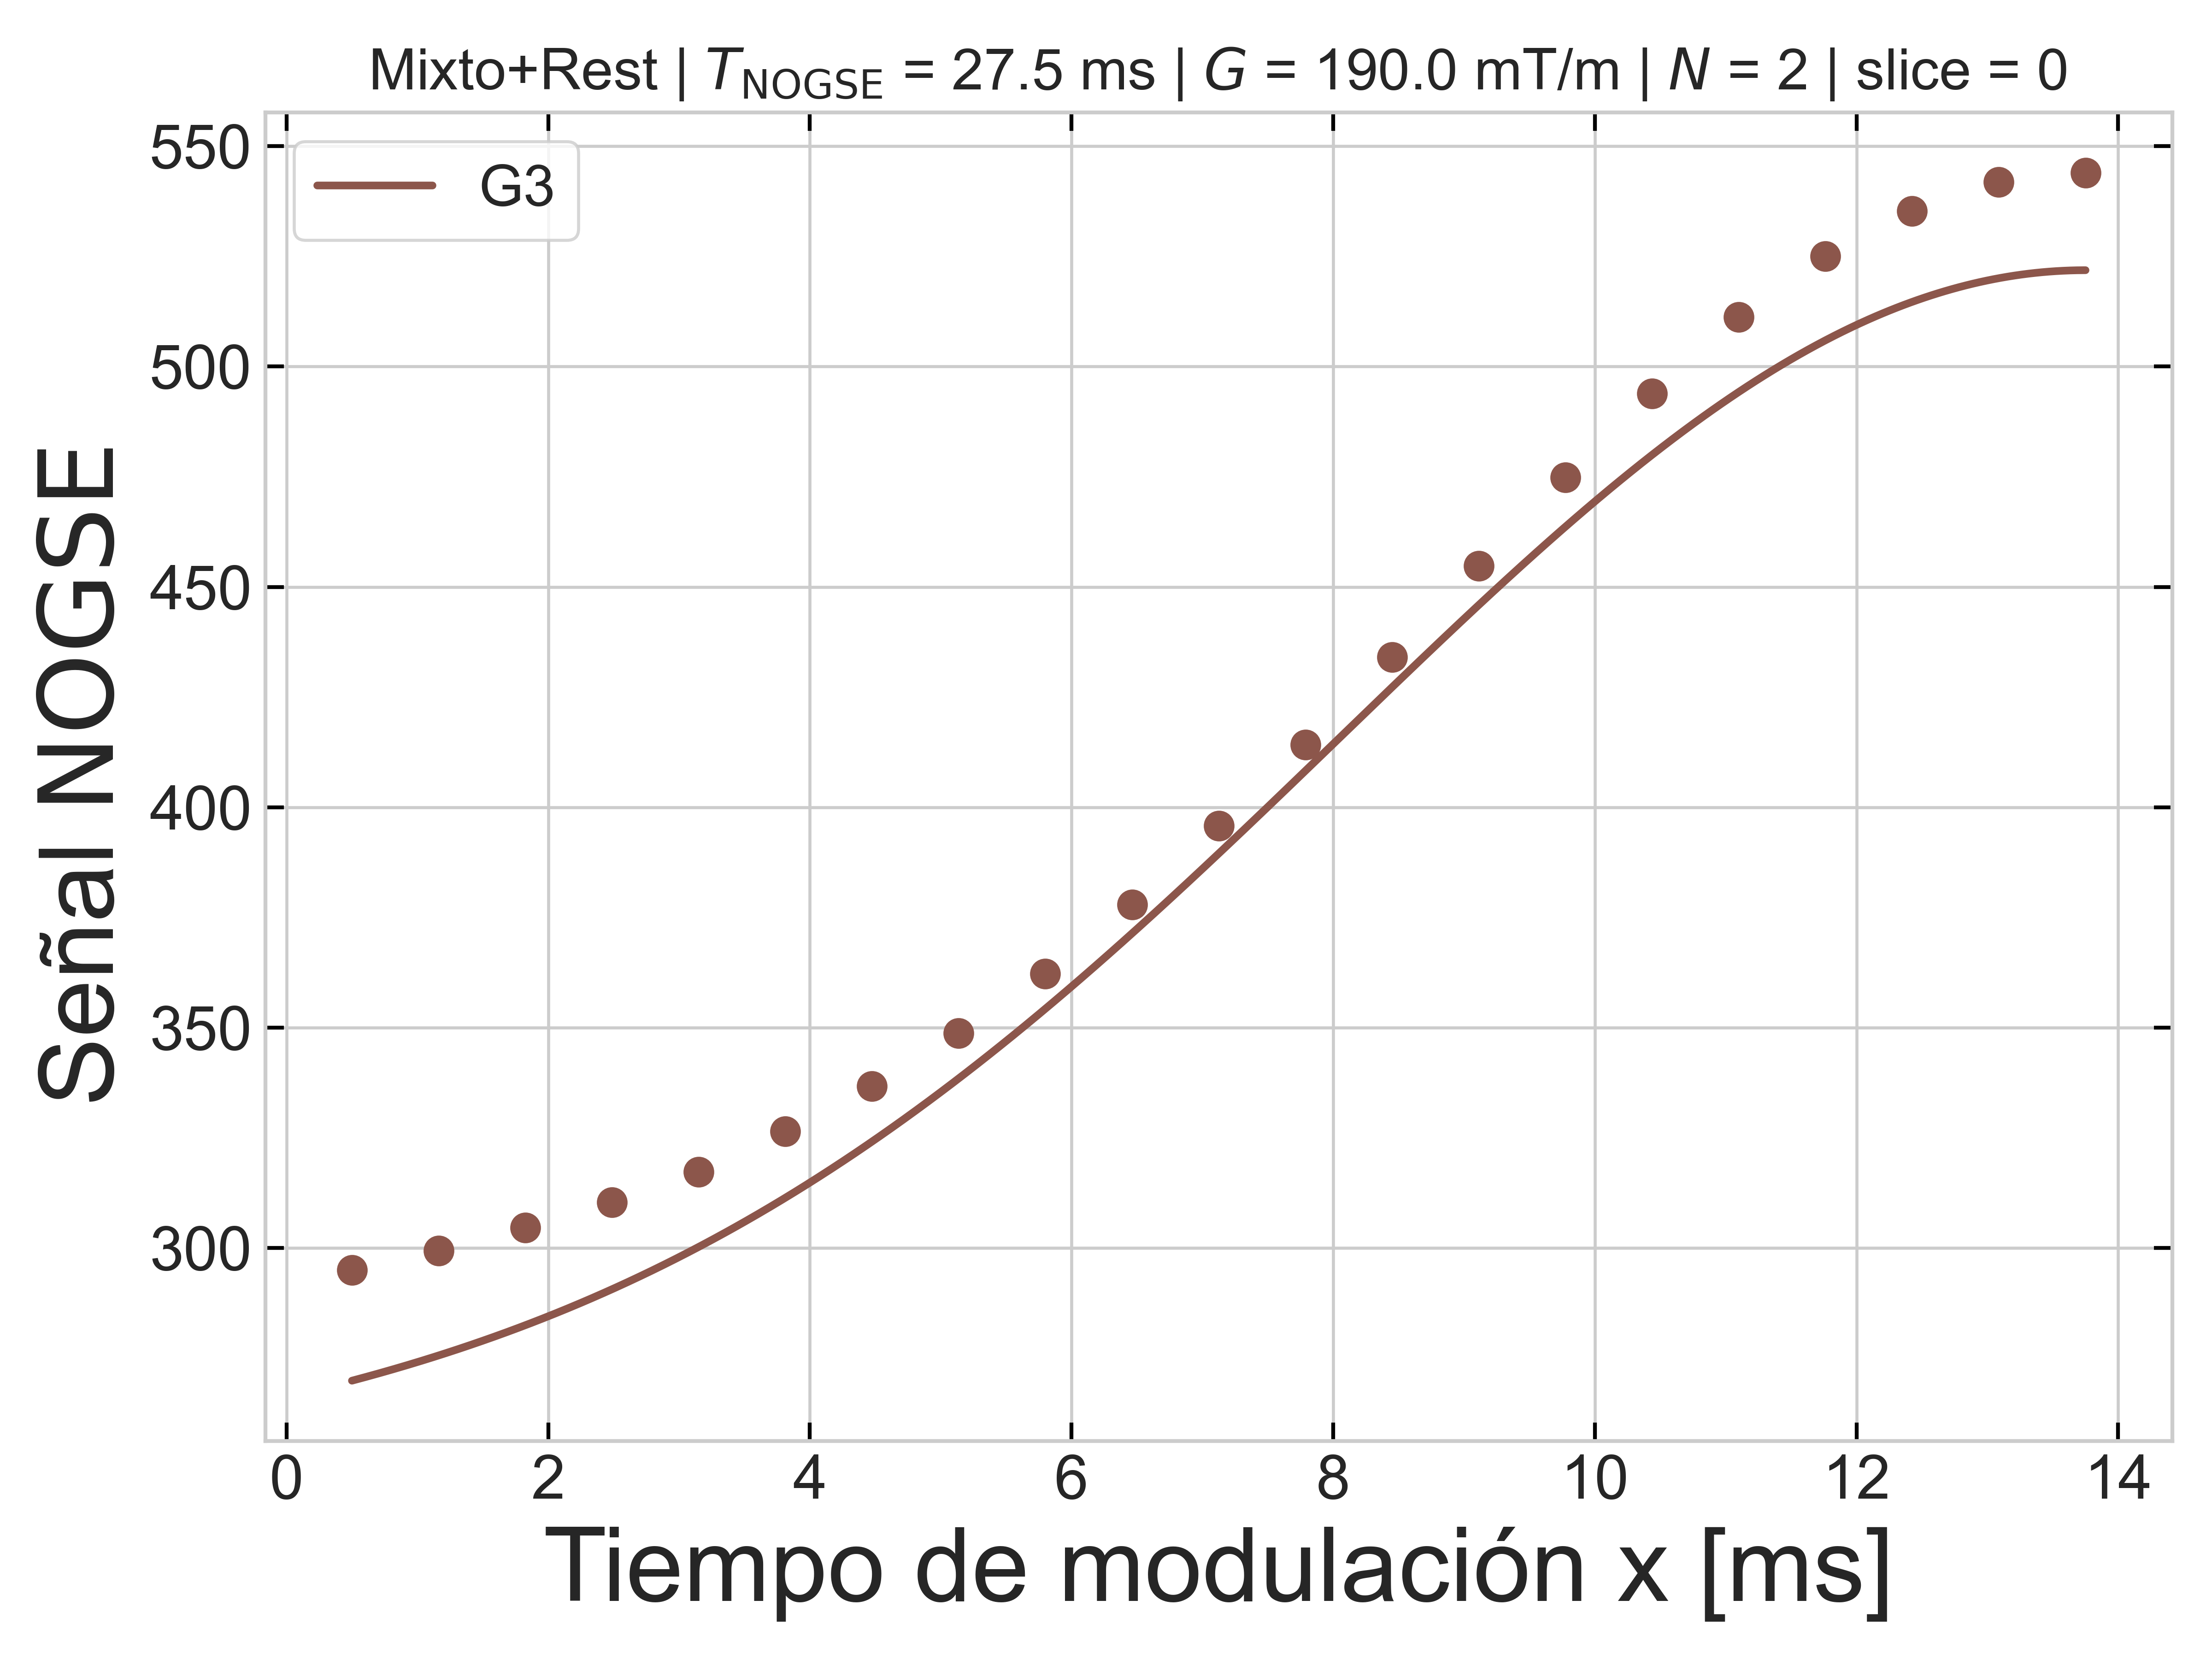 Mixto+Rest | T_NOGSE = 27.5 ms | G = 190.0 mT/m | N = 2 | slice = 0
G3
550
500
450
400
350
300
Señal NOGSE
0 2 4 6 8 10 12 14
Tiempo de modulación x [ms]